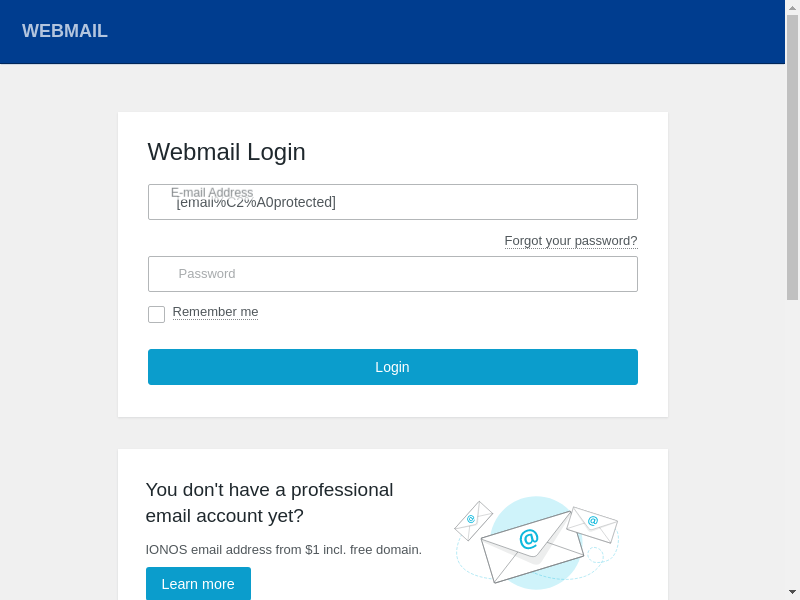 WEBMAIL
Webmail Login
E-mail Address
[email%C2%A0protected]
Forgot your password?
Password
Remember me
Login
You don't have a professional
email account yet?
IONOS email address from $1 incl. free domain.
Learn more
@
@
@